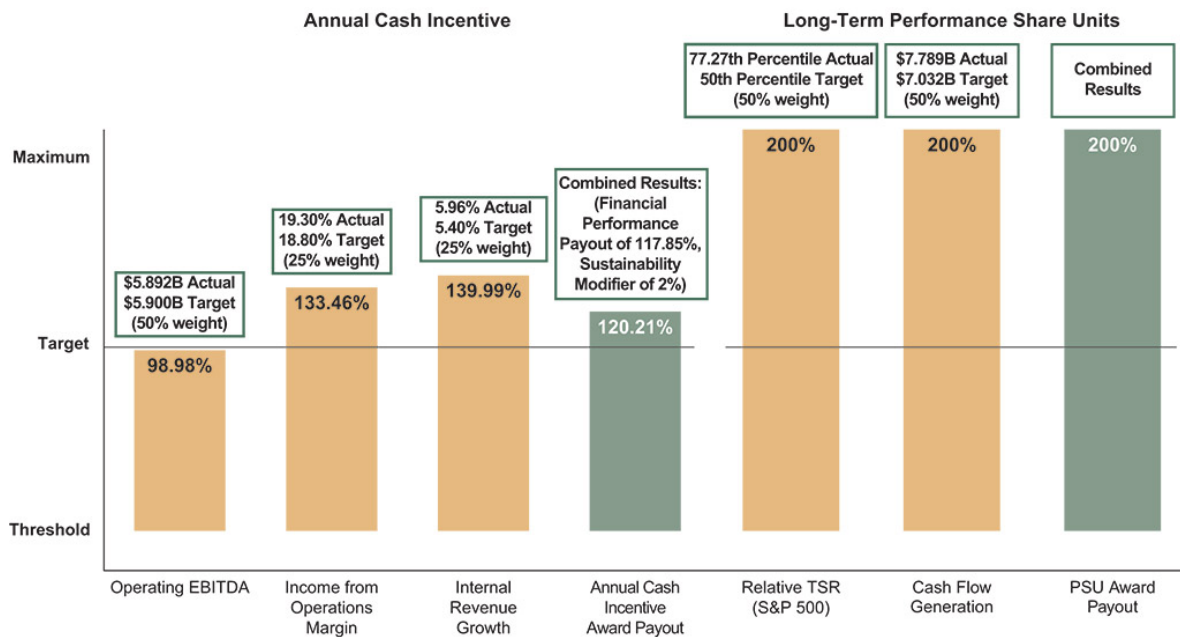 Annual Cash Incentive
Long-Term Performance Share Units
Maximum
Target
Threshold
$5.892B Actual
$5.900B Target
(50% weight)
98.98%
19.30% Actual
18.80% Target
(25% weight)
133.46%
5.96% Actual
5.40% Target
(25% weight)
139.99%
Combined Results:
(Financial
Performance
Payout of 117.85%,
Sustainability
Modifier of 2%)
120.21%
77.27th Percentile Actual
50th Percentile Target
(50% weight)
200%
$7.789B Actual
$7.032B Target
(50% weight)
200%
Combined
Results
200%
Operating EBITDA
Income from
Operations
Margin
Internal
Revenue
Growth
Annual Cash
Incentive
Award Payout
Relative TSR
(S&P 500)
Cash Flow
Generation
PSU Award
Payout